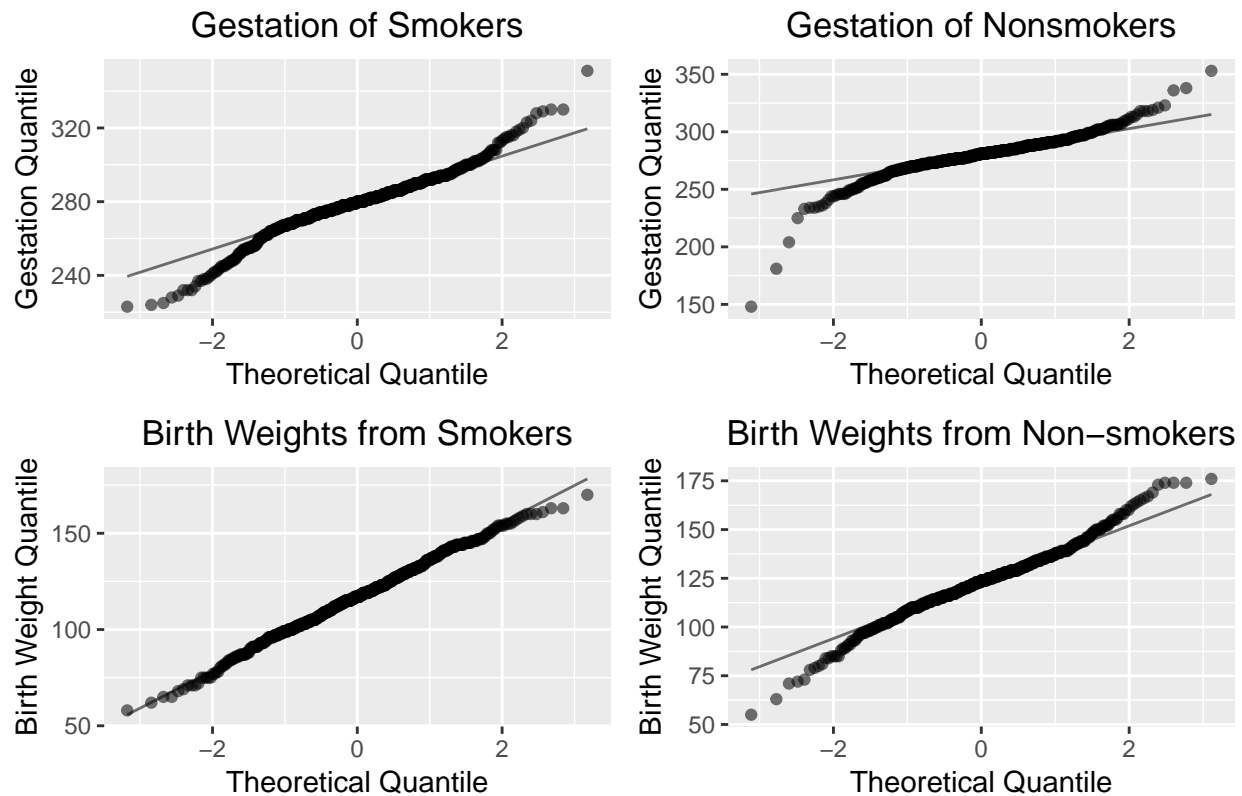 Gestation of Smokers
Gestation Quantile
320
280
240
−2 0 2
Theoretical Quantile
Gestation of Nonsmokers
Gestation Quantile
350
300
250
200
150
−2 0 2
Theoretical Quantile
Birth Weights from Smokers
Birth Weight Quantile
150
100
50
−2 0 2
Theoretical Quantile
Birth Weights from Non−smokers
Birth Weight Quantile
175
150
125
100
75
50
−2 0 2
Theoretical Quantile